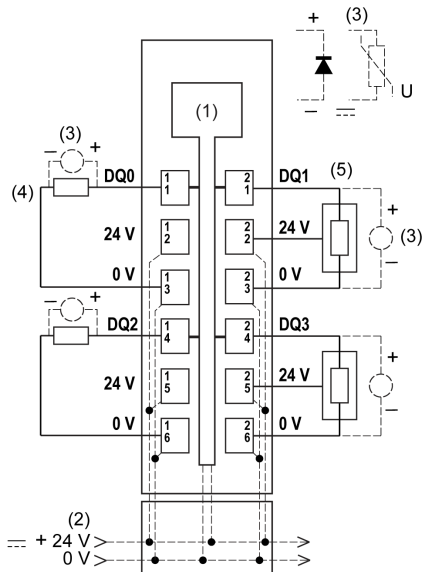 + (3)
– U
(1)
(3)
– +
(4) DQ0 1 1 2 1 DQ1 (5)
24 V 1 2 2 2 24 V + (3) –
0 V 1 3 2 3 0 V
– +
DQ2 1 4 2 4 DQ3
24 V 1 5 2 5 24 V + –
0 V 1 6 2 6 0 V
(2)
+ 24 V
0 V